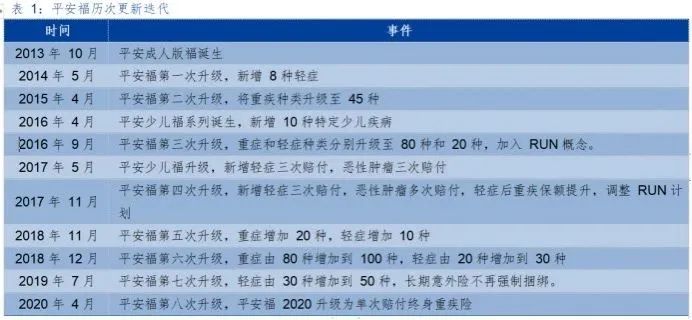 表 1：平安福历次更新迭代
时间 事件
2013 年 10 月 平安成人版福诞生
2014 年 5 月 平安福第一次升级，新增 8 种轻症
2015 年 4 月 平安福第二次升级，将重疾种类升级至 45 种
2016 年 4 月 平安少儿福系列诞生，新增 10 种特定少儿疾病
2016 年 9 月 平安福第三次升级，重症和轻症种类分别升级至 80 种和 20 种，加入 RUN 概念。
2017 年 5 月 平安少儿福升级，新增轻症三次赔付，恶性肿瘤三次赔付
2017 年 11 月 平安福第四次升级，新增轻症三次赔付，恶性肿瘤多次赔付，轻症后重疾保额提升，调整 RUN 计
划
2018 年 11 月 平安福第五次升级，重症增加 20 种，轻症增加 10 种
2018 年 12 月 平安福第六次升级，重症由 80 种增加到 100 种，轻症由 20 种增加到 30 种
2019 年 7 月 平安福第七次升级，轻症由 30 种增加到 50 种，长期意外险不再强制捆绑。
2020 年 4 月 平安福第八次升级，平安福 2020 升级为单次赔付终身重疾险